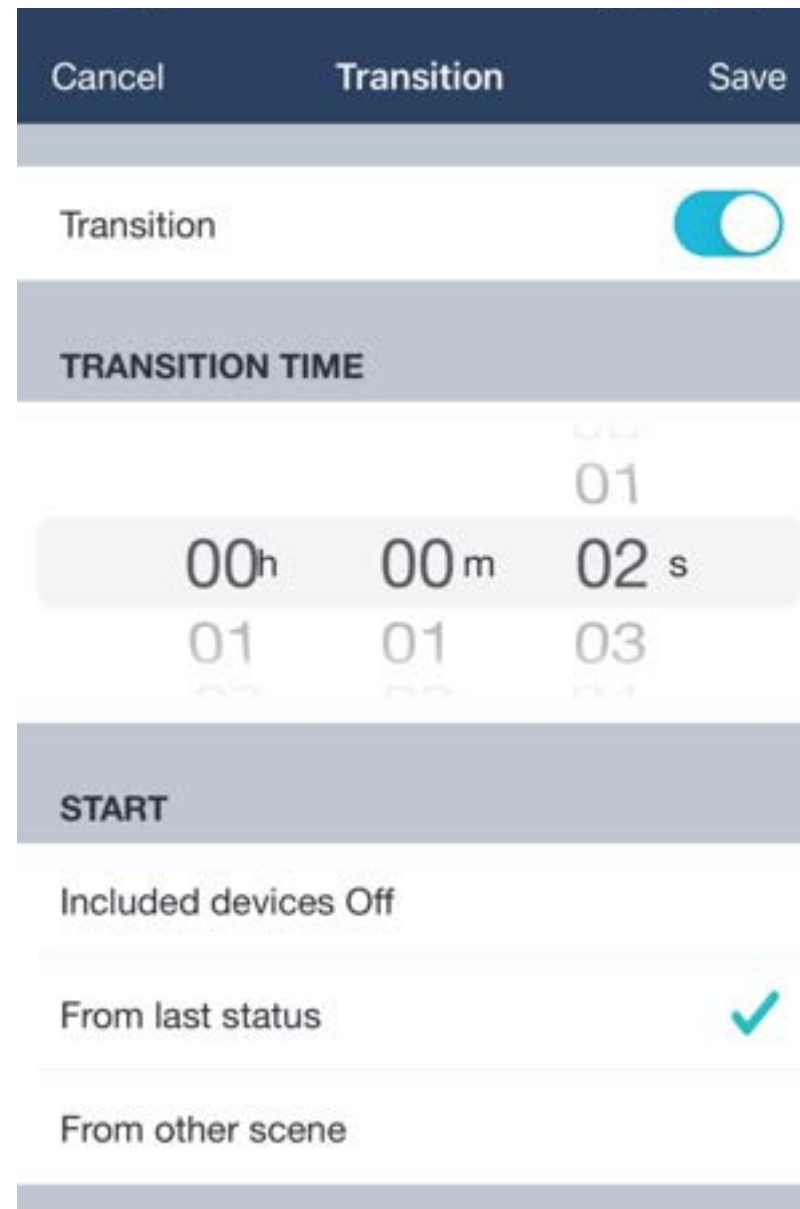 Cancel Transition Save
Transition
TRANSITION TIME
01
00h 00 m 02 s
01 01 03
START
Included devices Off
From last status
From other scene